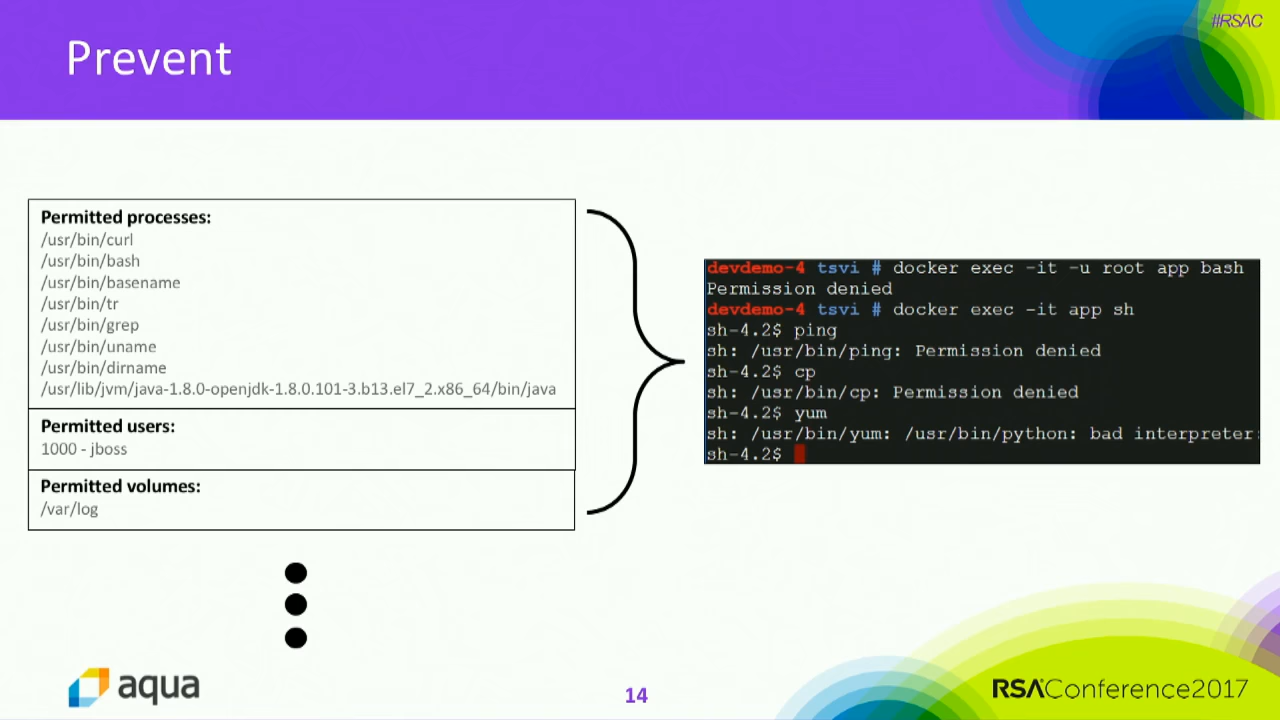 #RSAC
Prevent
Permitted processes:
/usr/bin/curl
/usr/bin/bash
/usr/bin/basename
/usr/bin/tr
/usr/bin/grep
/usr/bin/uname
/usr/bin/dirname
/usr/lib/jvm/java-1.8.0-openjdk-1.8.0.101-3.b13.el7_2.x86_64/bin/java
Permitted users:
1000 - jboss
Permitted volumes:
/var/log
devdemo-4 tsvi # docker exec -it -u root app bash
Permission denied
devdemo-4 tsvi # docker exec -it app sh
sh-4.2$ ping
sh: /usr/bin/ping: Permission denied
sh-4.2$ cp
sh: /usr/bin/cp: Permission denied
sh-4.2$ yum
sh: /usr/bin/yum: /usr/bin/python: bad interpreter:
sh-4.2$
aqua
14
RSAConference2017